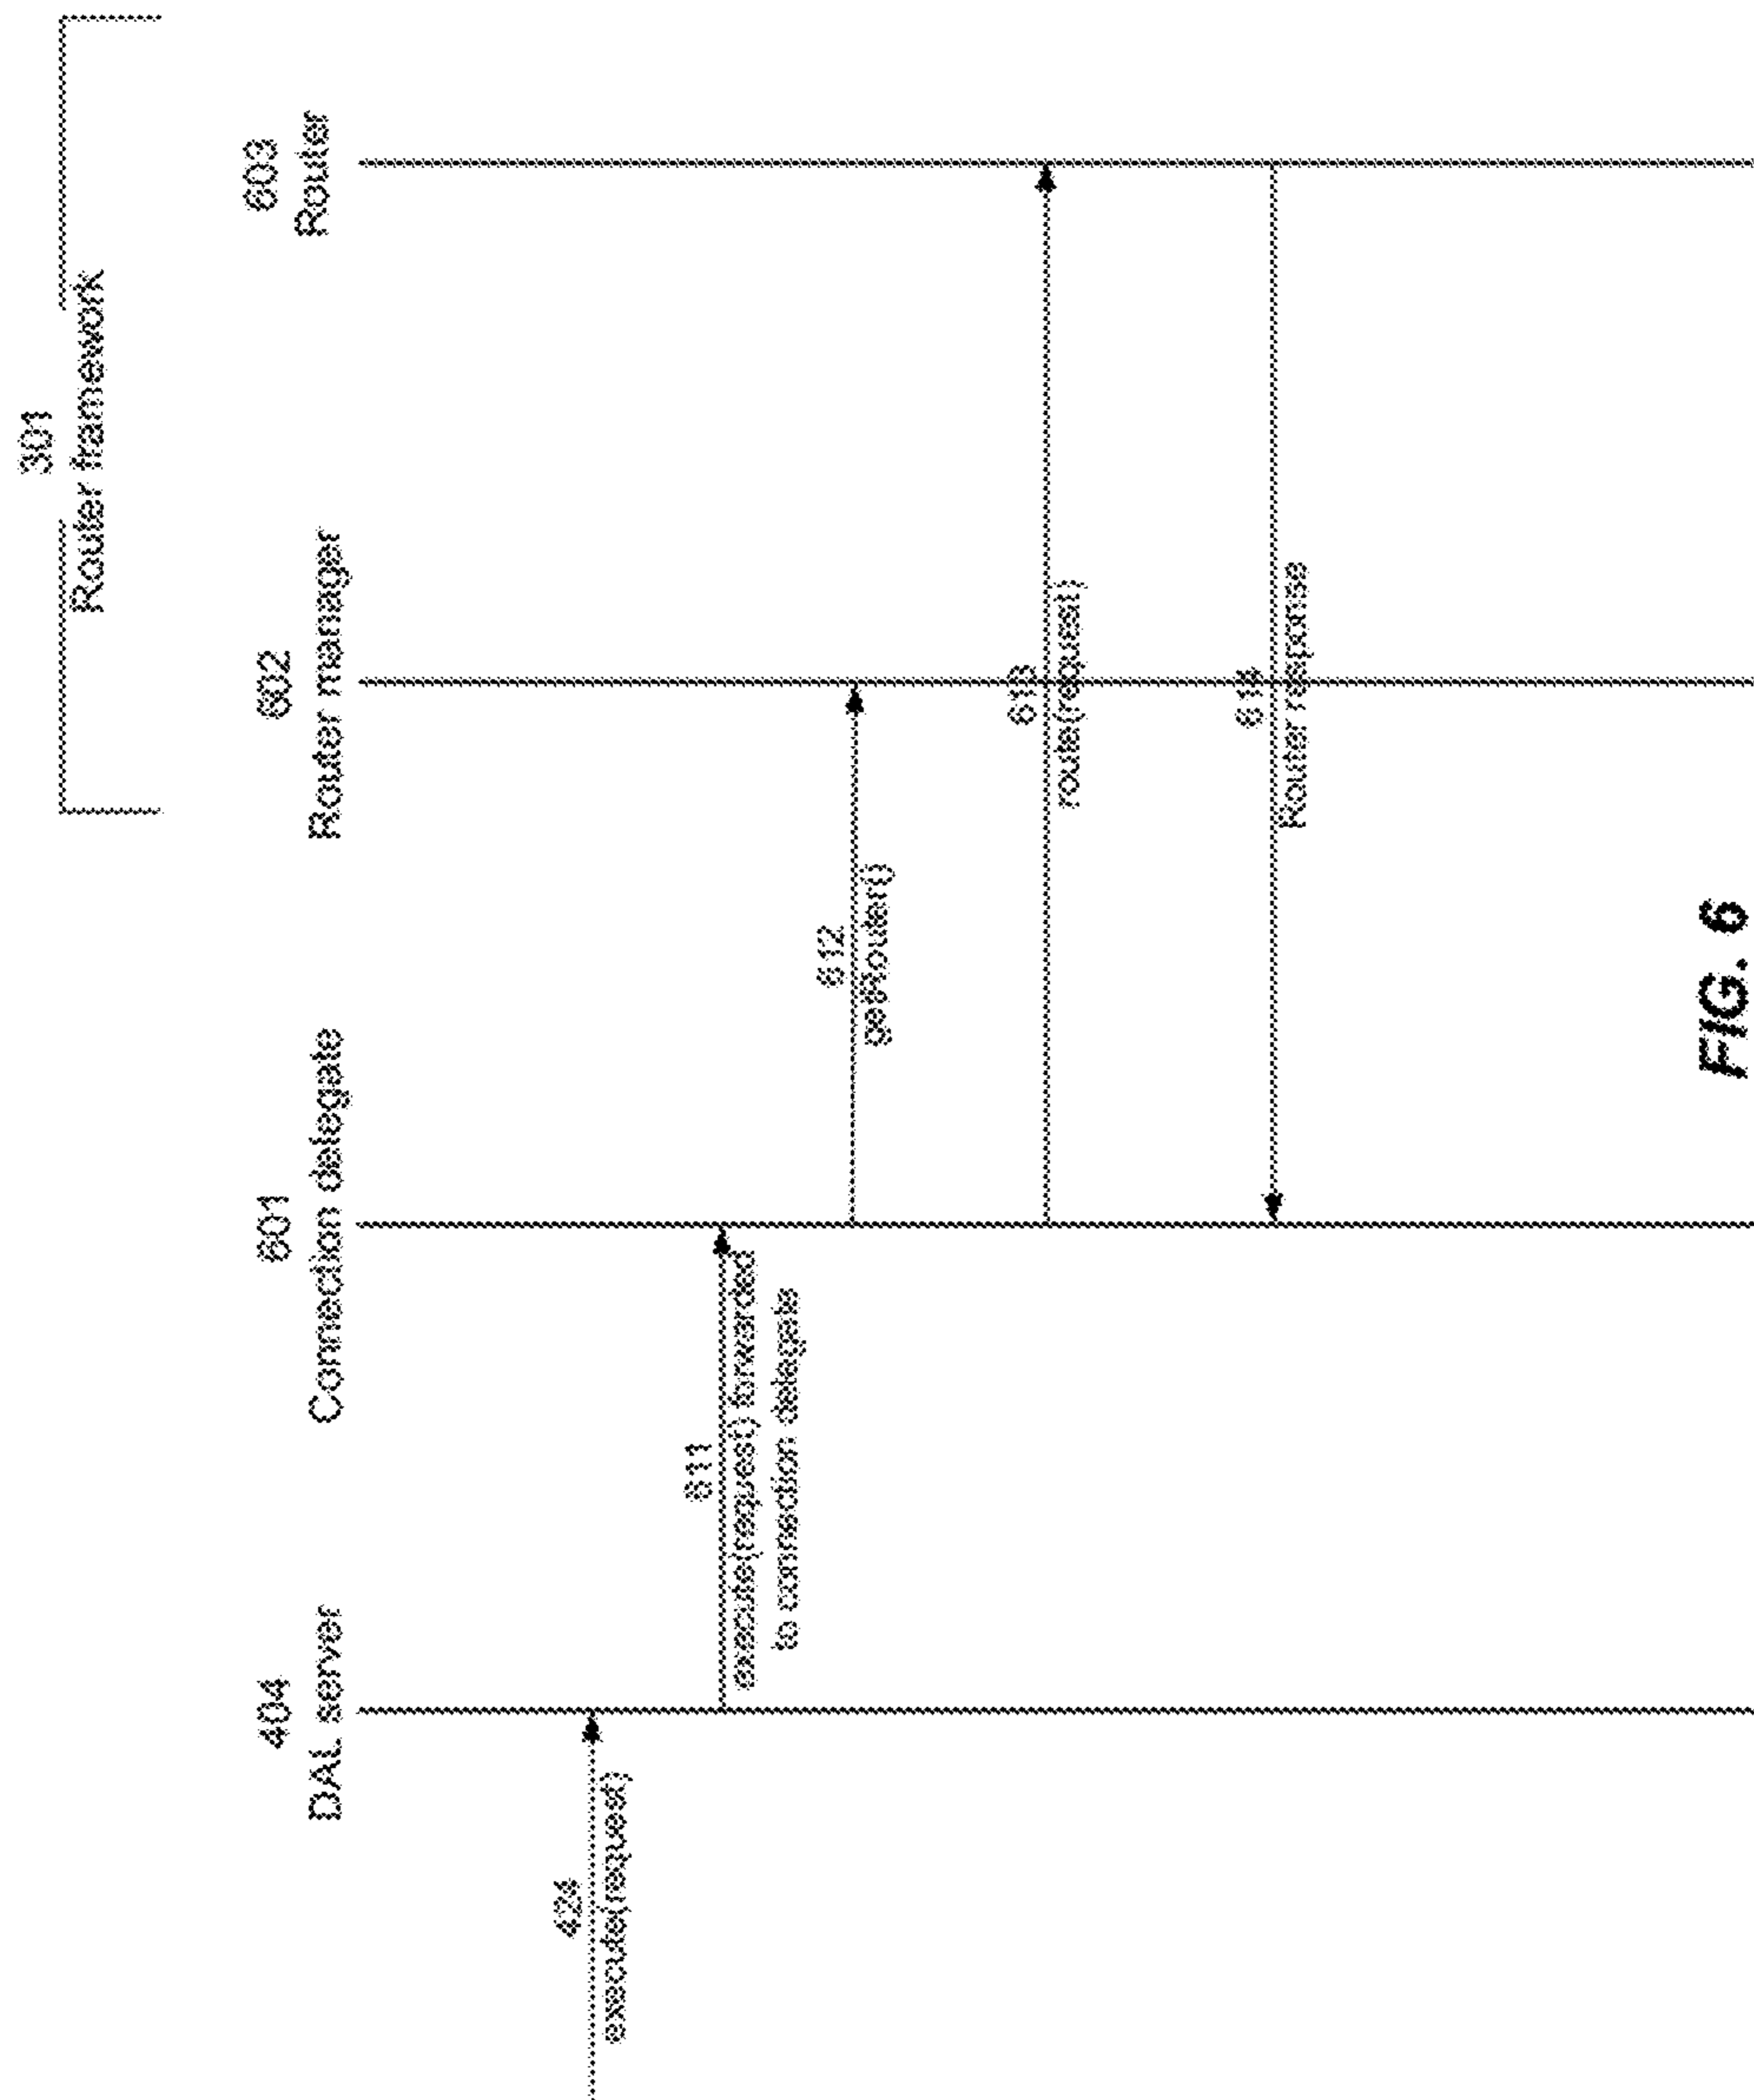 301
Router framework
404
DAL server
601
Connection delegate
602
Router manager
603
Router
424
execute(request)
611
execute(request) forwarded
to connection delegate
612
getRouter()
613
route(request)
614
Router response
FIG. 6